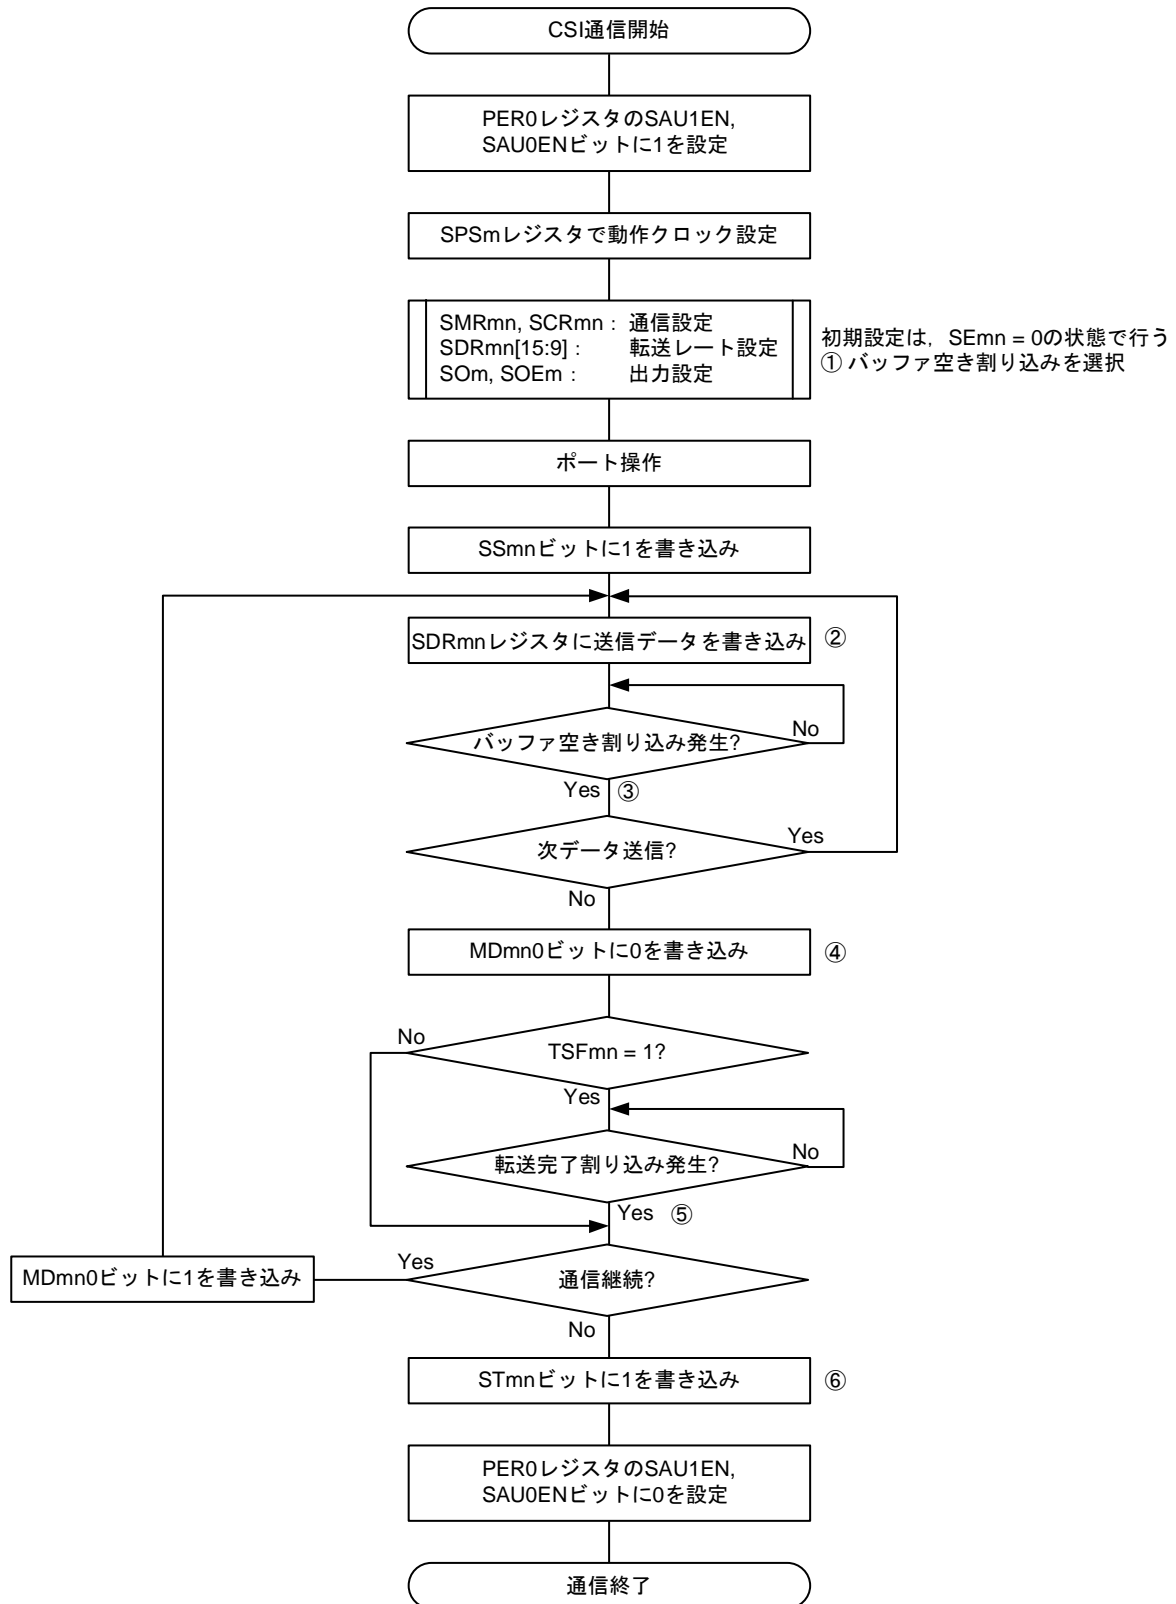 CSI通信開始
PER0レジスタのSAU1EN,
SAU0ENビットに1を設定
SPSmレジスタで動作クロック設定
SMRmn, SCRmn : 通信設定
SDRmn[15:9] : 転送レート設定
SOm, SOEm : 出力設定
初期設定は, SEmn = 0の状態で行う
① バッファ空き割り込みを選択
ポート操作
SSmnビットに1を書き込み
SDRmnレジスタに送信データを書き込み ②
バッファ空き割り込み発生?
No
Yes ③
次データ送信?
Yes
No
MDmn0ビットに0を書き込み ④
No
TSFmn = 1?
Yes
転送完了割り込み発生?
No
Yes ⑤
MDmn0ビットに1を書き込み
Yes
通信継続?
No
STmnビットに1を書き込み ⑥
PER0レジスタのSAU1EN,
SAU0ENビットに0を設定
通信終了